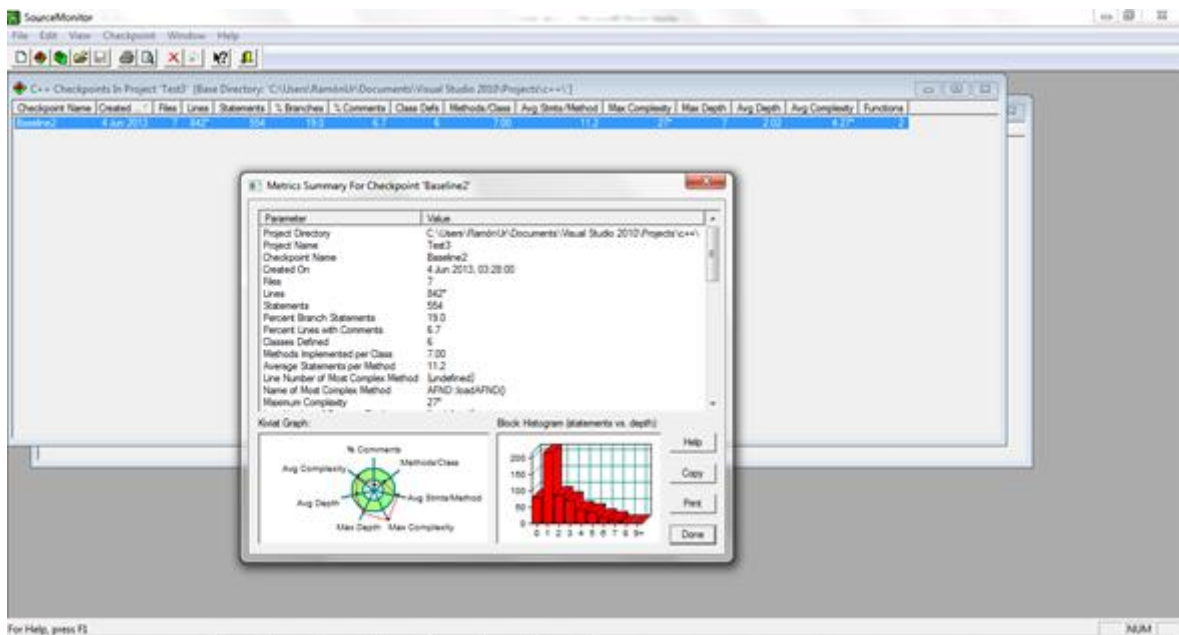 SourceMonitor
File Edit View Checkpoint Window Help
C++ Checkpoints In Project 'Test3' [Base Directory: 'C:\Users\RamónUr\Documents\Visual Studio 2010\Projects\c++\']
Checkpoint Name Created Files Lines Statements % Branches % Comments Class Defs Methods/Class Avg Stmts/Method Max Complexity Max Depth Avg Depth Avg Complexity Functions
Baseline2 4 Jun 2013 7 842* 554 19.0 6.7 6 7.00 11.2 27* 7 2.02 4.27* 2
Metrics Summary For Checkpoint 'Baseline2'
Parameter Value
Project Directory C:\Users\RamónUr\Documents\Visual Studio 2010\Projects\c++\
Project Name Test3
Checkpoint Name Baseline2
Created On 4 Jun 2013, 03:28:00
Files 7
Lines 842*
Statements 554
Percent Branch Statements 19.0
Percent Lines with Comments 6.7
Classes Defined 6
Methods Implemented per Class 7.00
Average Statements per Method 11.2
Line Number of Most Complex Method {undefined}
Name of Most Complex Method AFND::loadAFND()
Maximum Complexity 27*
Kiviat Graph:
% Comments
Methods/Class
Avg Stmts/Method
Max Complexity
Max Depth
Avg Depth
Avg Complexity
Block Histogram (statements vs. depth):
200
150
100
50
0
0 1 2 3 4 5 6 7 8 9+
Help
Copy
Print
Done
For Help, press F1
NUM